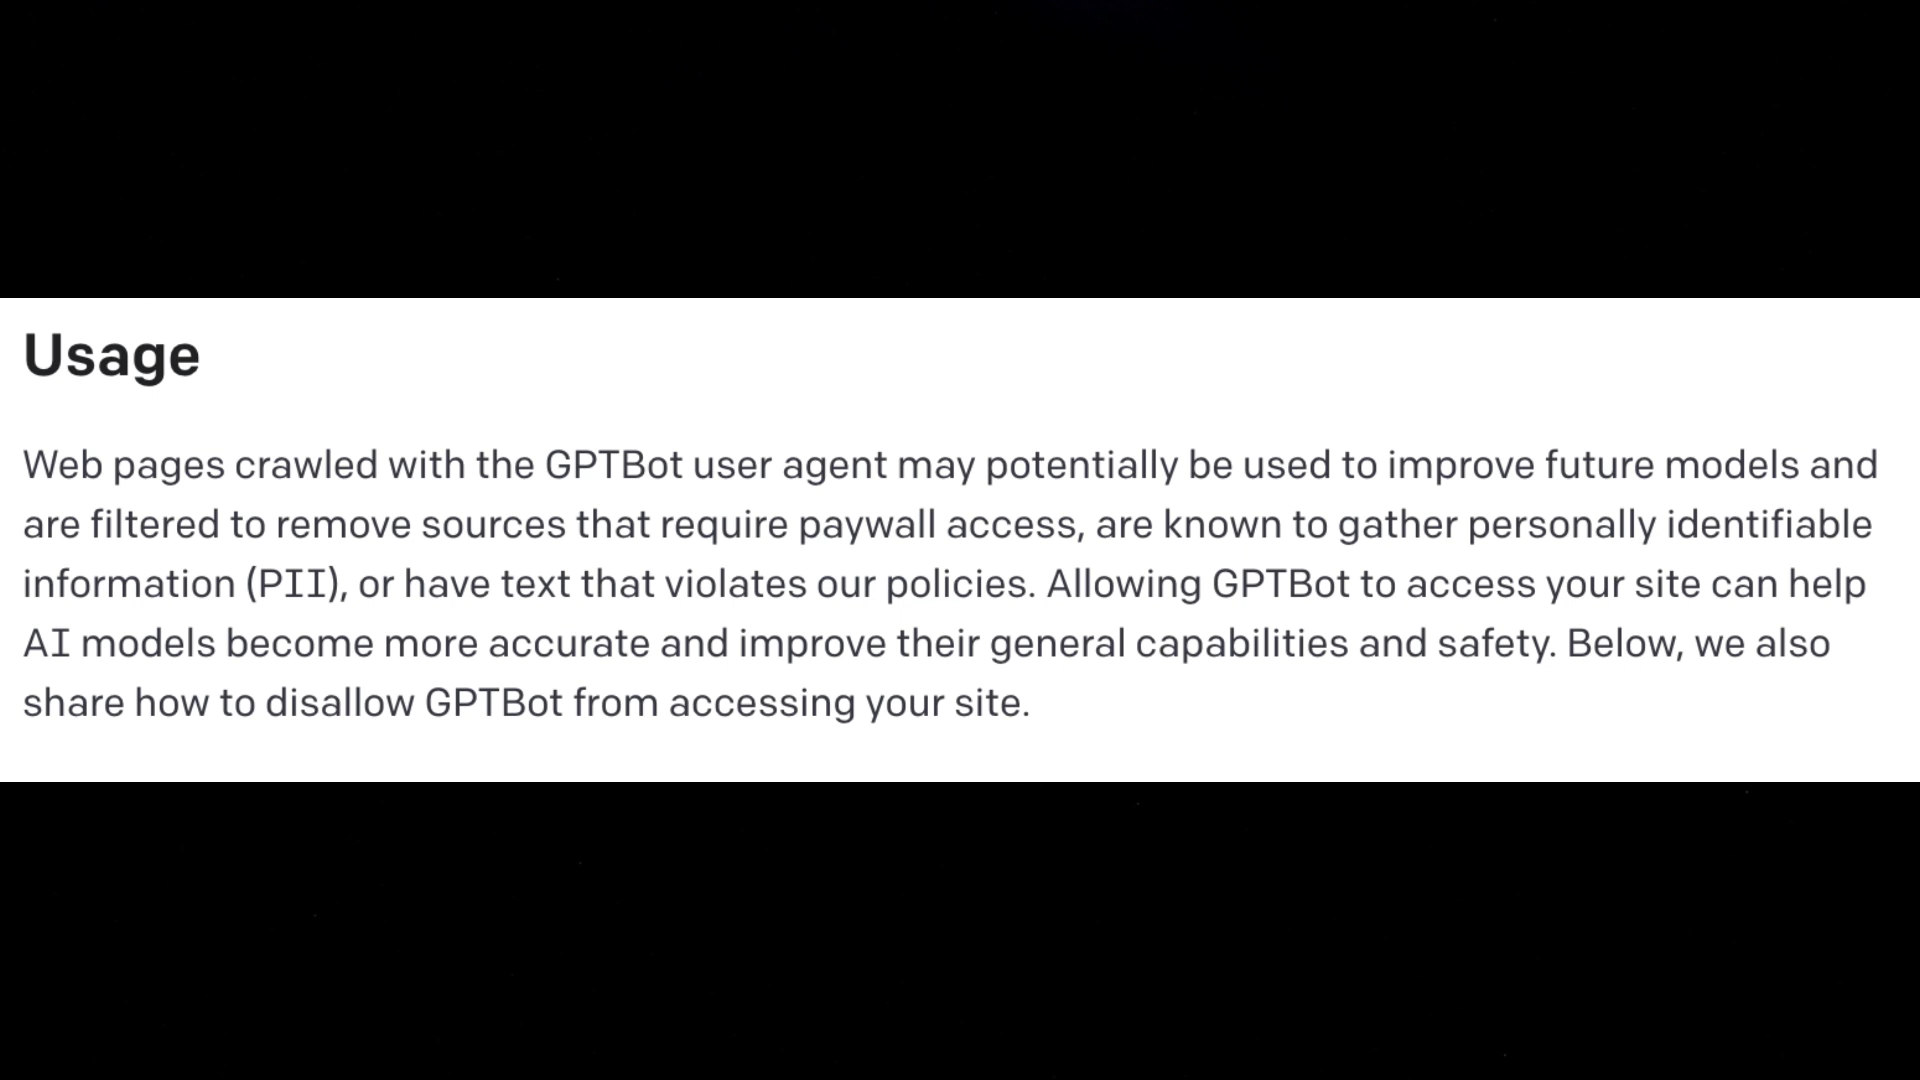 Usage
Web pages crawled with the GPTBot user agent may potentially be used to improve future models and
are filtered to remove sources that require paywall access, are known to gather personally identifiable
information (PII), or have text that violates our policies. Allowing GPTBot to access your site can help
AI models become more accurate and improve their general capabilities and safety. Below, we also
share how to disallow GPTBot from accessing your site.